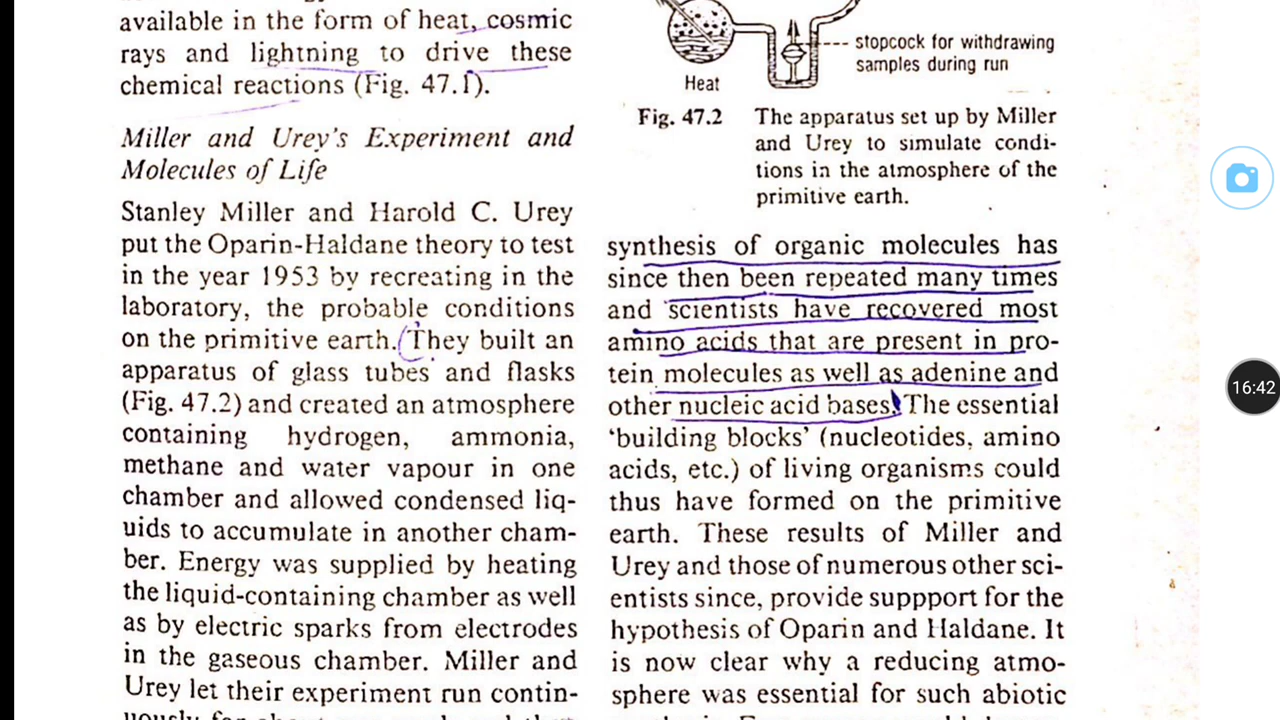 available in the form of heat, cosmic
rays and lightning to drive these
chemical reactions (Fig. 47.1).
Miller and Urey's Experiment and
Molecules of Life
Stanley Miller and Harold C. Urey
put the Oparin-Haldane theory to test
in the year 1953 by recreating in the
laboratory, the probable conditions
on the primitive earth. They built an
apparatus of glass tubes and flasks
(Fig. 47.2) and created an atmosphere
containing hydrogen, ammonia,
methane and water vapour in one
chamber and allowed condensed liq-
uids to accumulate in another cham-
ber. Energy was supplied by heating
the liquid-containing chamber as well
as by electric sparks from electrodes
in the gaseous chamber. Miller and
Urey let their experiment run contin-
stopcock for withdrawing
samples during run
Heat
Fig. 47.2 The apparatus set up by Miller
and Urey to simulate condi-
tions in the atmosphere of the
primitive earth.
synthesis of organic molecules has
since then been repeated many times
and scientists have recovered most
amino acids that are present in pro-
tein molecules as well as adenine and
other nucleic acid bases. The essential
'building blocks' (nucleotides, amino
acids, etc.) of living organisms could
thus have formed on the primitive
earth. These results of Miller and
Urey and those of numerous other sci-
entists since, provide suppport for the
hypothesis of Oparin and Haldane. It
is now clear why a reducing atmo-
sphere was essential for such abiotic
16:42